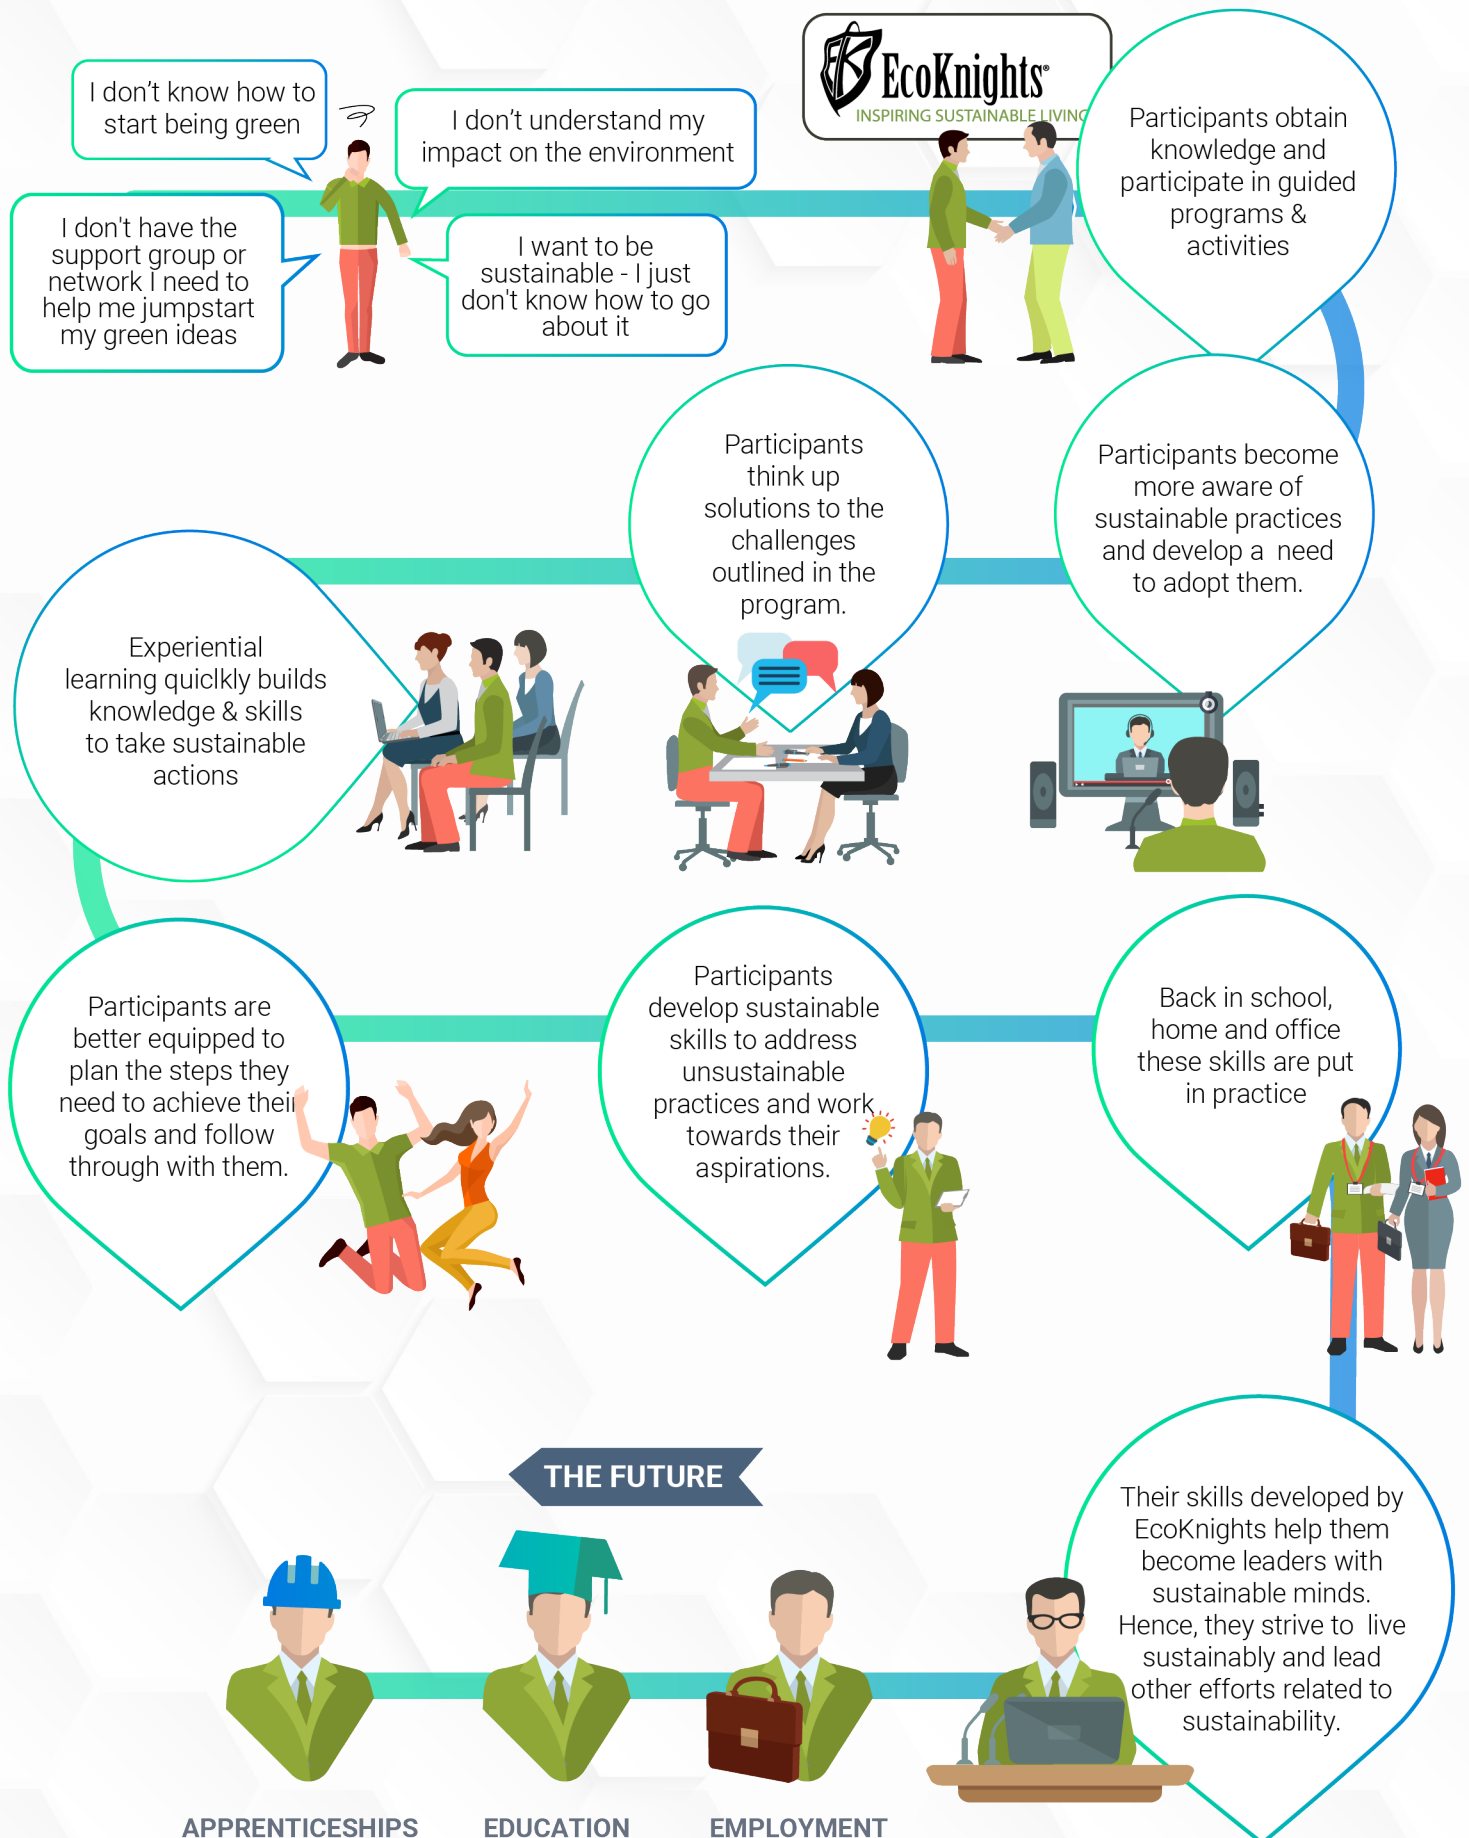 I don't know how to
start being green
I don't understand my
impact on the environment
I don't have the
support group or
network I need to
help me jumpstart
my green ideas
I want to be
sustainable - I just
don't know how to go
about it
EcoKnights®
INSPIRING SUSTAINABLE LIVING
Participants obtain
knowledge and
participate in guided
programs &
activities
Participants become
more aware of
sustainable practices
and develop a need
to adopt them.
Participants
think up
solutions to the
challenges
outlined in the
program.
Experiential
learning quiclkly builds
knowledge & skills
to take sustainable
actions
Participants are
better equipped to
plan the steps they
need to achieve their
goals and follow
through with them.
Participants
develop sustainable
skills to address
unsustainable
practices and work
towards their
aspirations.
Back in school,
home and office
these skills are put
in practice
Their skills developed by
EcoKnights help them
become leaders with
sustainable minds.
Hence, they strive to live
sustainably and lead
other efforts related to
sustainability.
THE FUTURE
APPRENTICESHIPS
EDUCATION
EMPLOYMENT